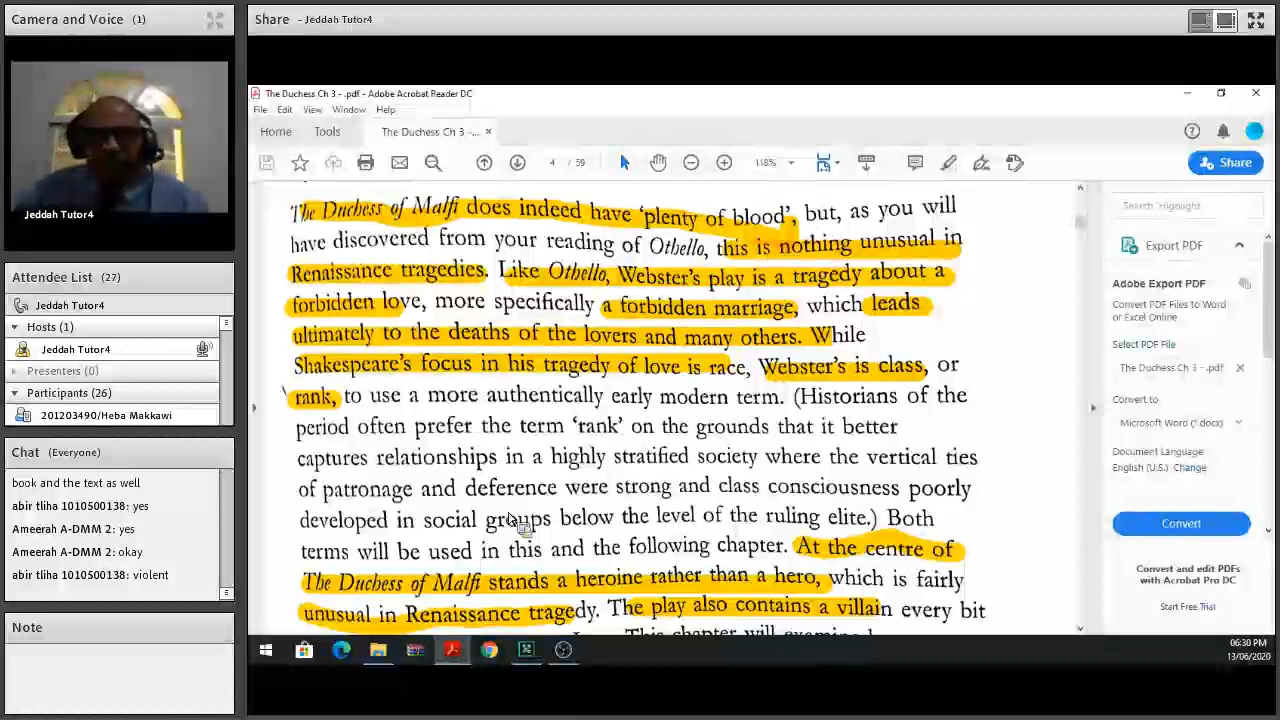 Camera and Voice (1)
Jeddah Tutor4
Attendee List (27)
Jeddah Tutor4
Hosts (1)
Jeddah Tutor4
Presenters (0)
Participants (26)
201203490/Heba Makkawi
Chat (Everyone)
book and the text as well
abir tliha 1010500138: yes
Ameerah A-DMM 2: yes
Ameerah A-DMM 2: okay
abir tliha 1010500138: violent
Note
Share - Jeddah Tutor4
The Duchess Ch 3 - .pdf - Adobe Acrobat Reader DC
File Edit View Window Help
Home Tools The Duchess Ch 3 -... ×
4 / 59 118%
Share
The Duchess of Malfi does indeed have ‘plenty of blood’, but, as you will
have discovered from your reading of Othello, this is nothing unusual in
Renaissance tragedies. Like Othello, Webster’s play is a tragedy about a
forbidden love, more specifically a forbidden marriage, which leads
ultimately to the deaths of the lovers and many others. While
Shakespeare’s focus in his tragedy of love is race, Webster’s is class, or
rank, to use a more authentically early modern term. (Historians of the
period often prefer the term ‘rank’ on the grounds that it better
captures relationships in a highly stratified society where the vertical ties
of patronage and deference were strong and class consciousness poorly
developed in social groups below the level of the ruling elite.) Both
terms will be used in this and the following chapter. At the centre of
The Duchess of Malfi stands a heroine rather than a hero, which is fairly
unusual in Renaissance tragedy. The play also contains a villain every bit
This chapter will
Export PDF
Adobe Export PDF
Convert PDF Files to Word
or Excel Online
Select PDF File
The Duchess Ch 3 - .pdf
Convert to
Microsoft Word (*.docx)
Document Language:
English (U.S.) Change
Convert
Convert and edit PDFs
with Acrobat Pro DC
Start Free Trial
06:30 PM
13/06/2020